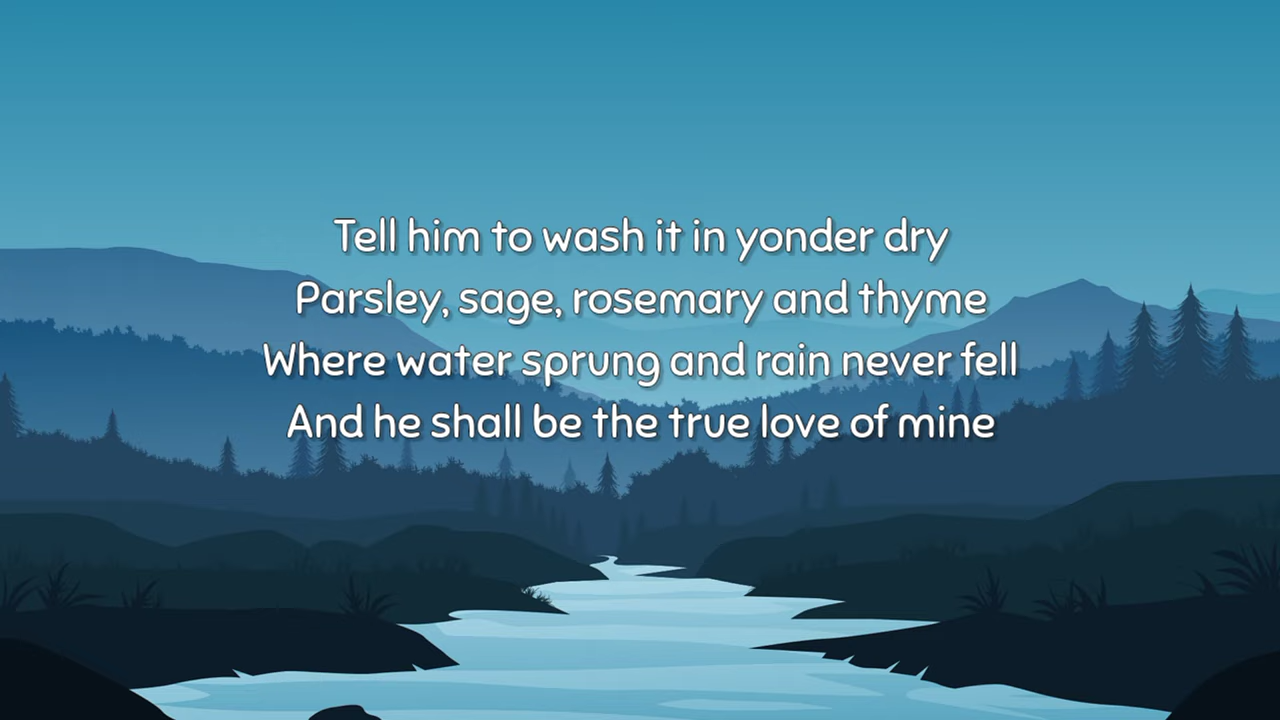 Tell him to wash it in yonder dry
Parsley, sage, rosemary and thyme
Where water sprung and rain never fell
And he shall be the true love of mine